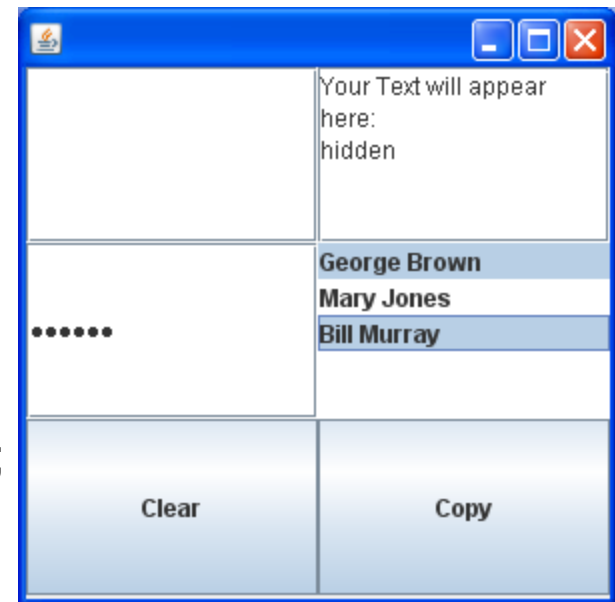 Your Text will appear
here:
hidden
••••••
George Brown
Mary Jones
Bill Murray
Clear
Copy